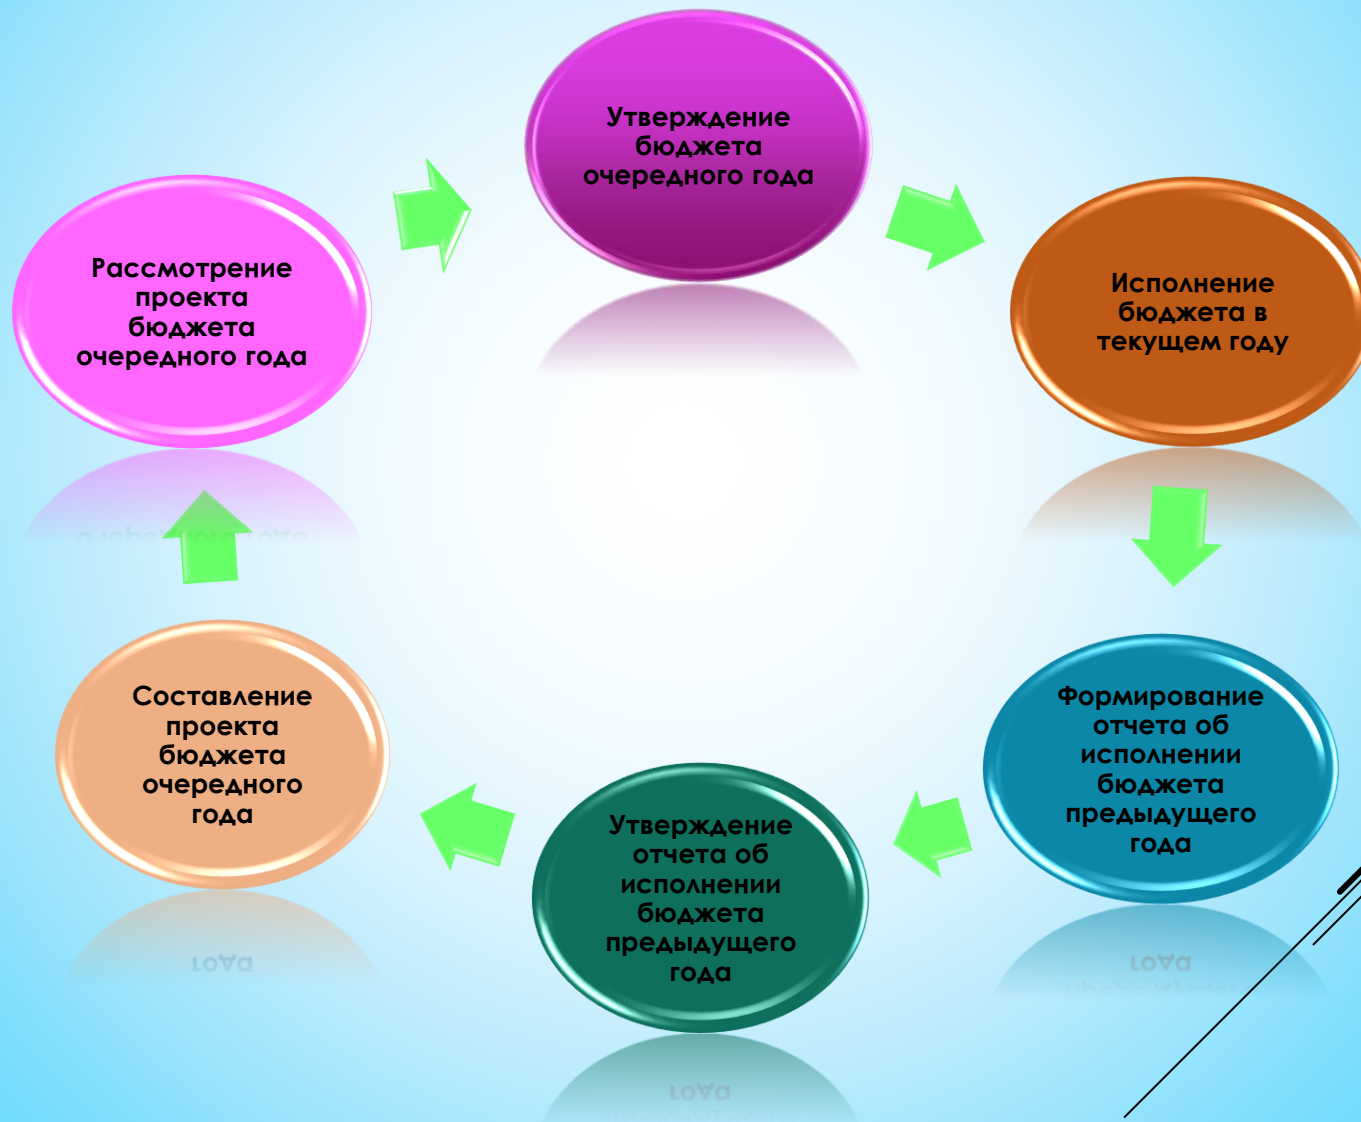 Утверждение
бюджета
очередного года
Рассмотрение
проекта
бюджета
очередного года
Исполнение
бюджета в
текущем году
Составление
проекта
бюджета
очередного
года
Формирование
отчета об
исполнении
бюджета
предыдущего
года
Утверждение
отчета об
исполнении
бюджета
предыдущего
года